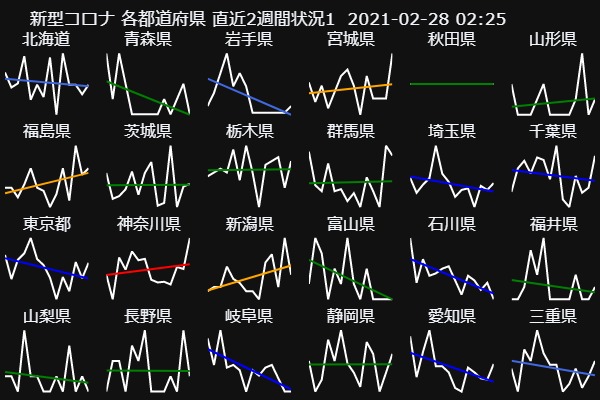 新型コロナ 各都道府県 直近2週間状況1 2021-02-28 02:25
北海道 青森県 岩手県 宮城県 秋田県 山形県
福島県 茨城県 栃木県 群馬県 埼玉県 千葉県
東京都 神奈川県 新潟県 富山県 石川県 福井県
山梨県 長野県 岐阜県 静岡県 愛知県 三重県